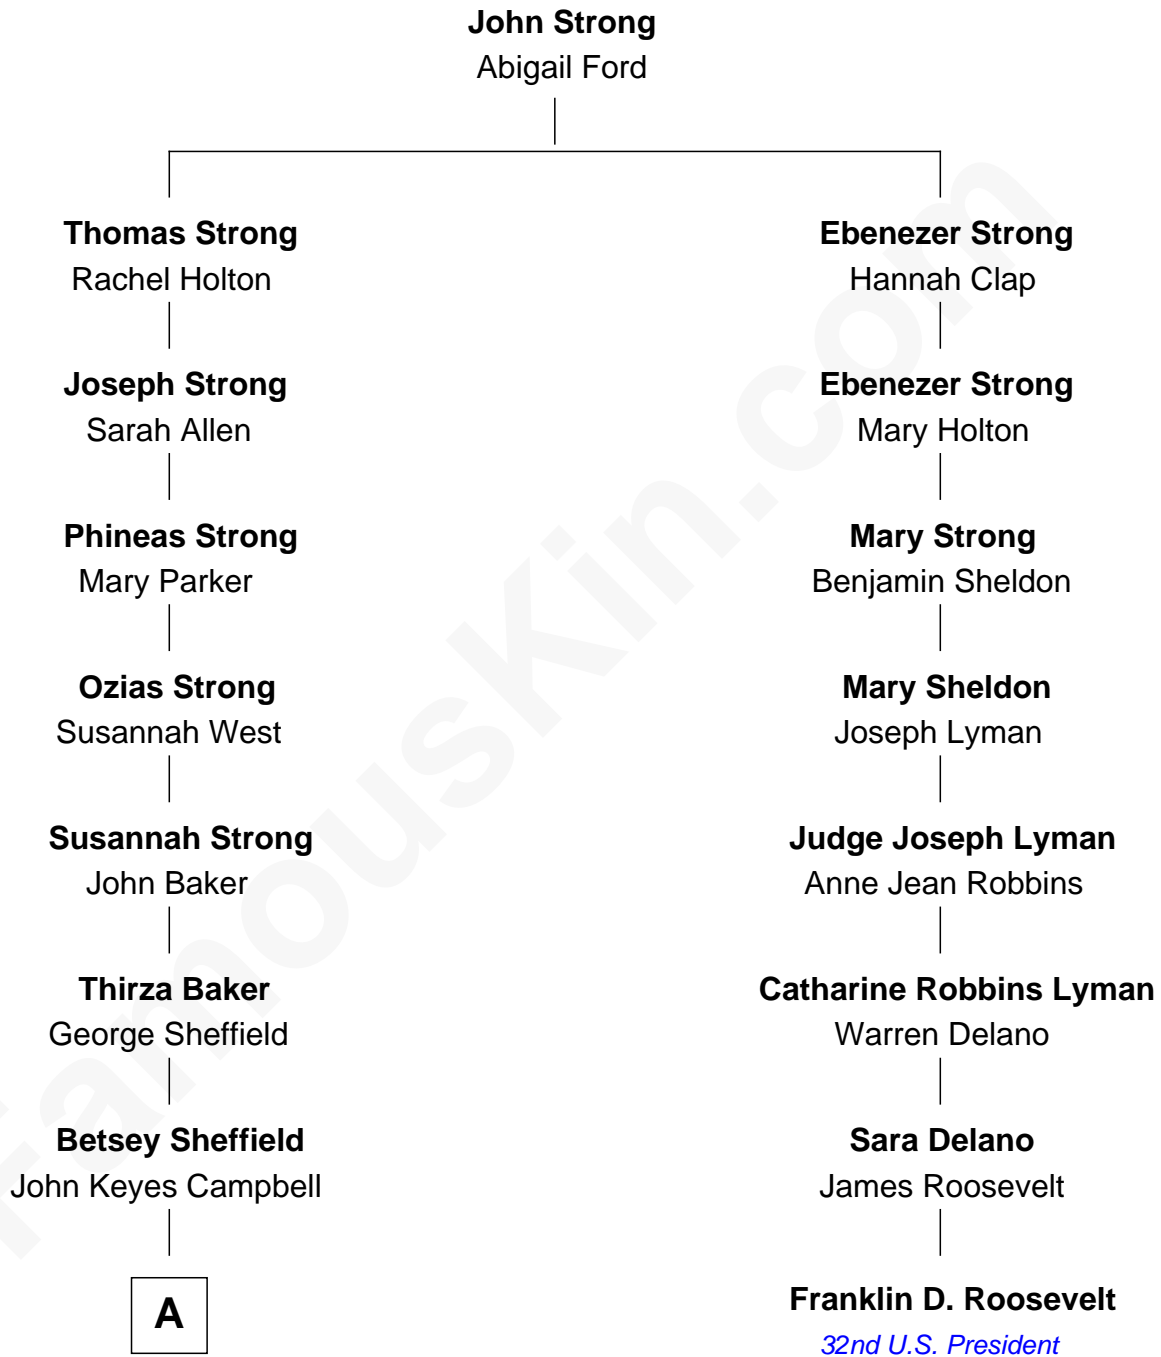 John Strong
Abigail Ford
Thomas Strong
Rachel Holton
Ebenezer Strong
Hannah Clap
Joseph Strong
Sarah Allen
Ebenezer Strong
Mary Holton
Phineas Strong
Mary Parker
Mary Strong
Benjamin Sheldon
Ozias Strong
Susannah West
Mary Sheldon
Joseph Lyman
Susannah Strong
John Baker
Judge Joseph Lyman
Anne Jean Robbins
Thirza Baker
George Sheffield
Catharine Robbins Lyman
Warren Delano
Betsey Sheffield
John Keyes Campbell
Sara Delano
James Roosevelt
A
Franklin D. Roosevelt
32nd U.S. President
FamousKin.com